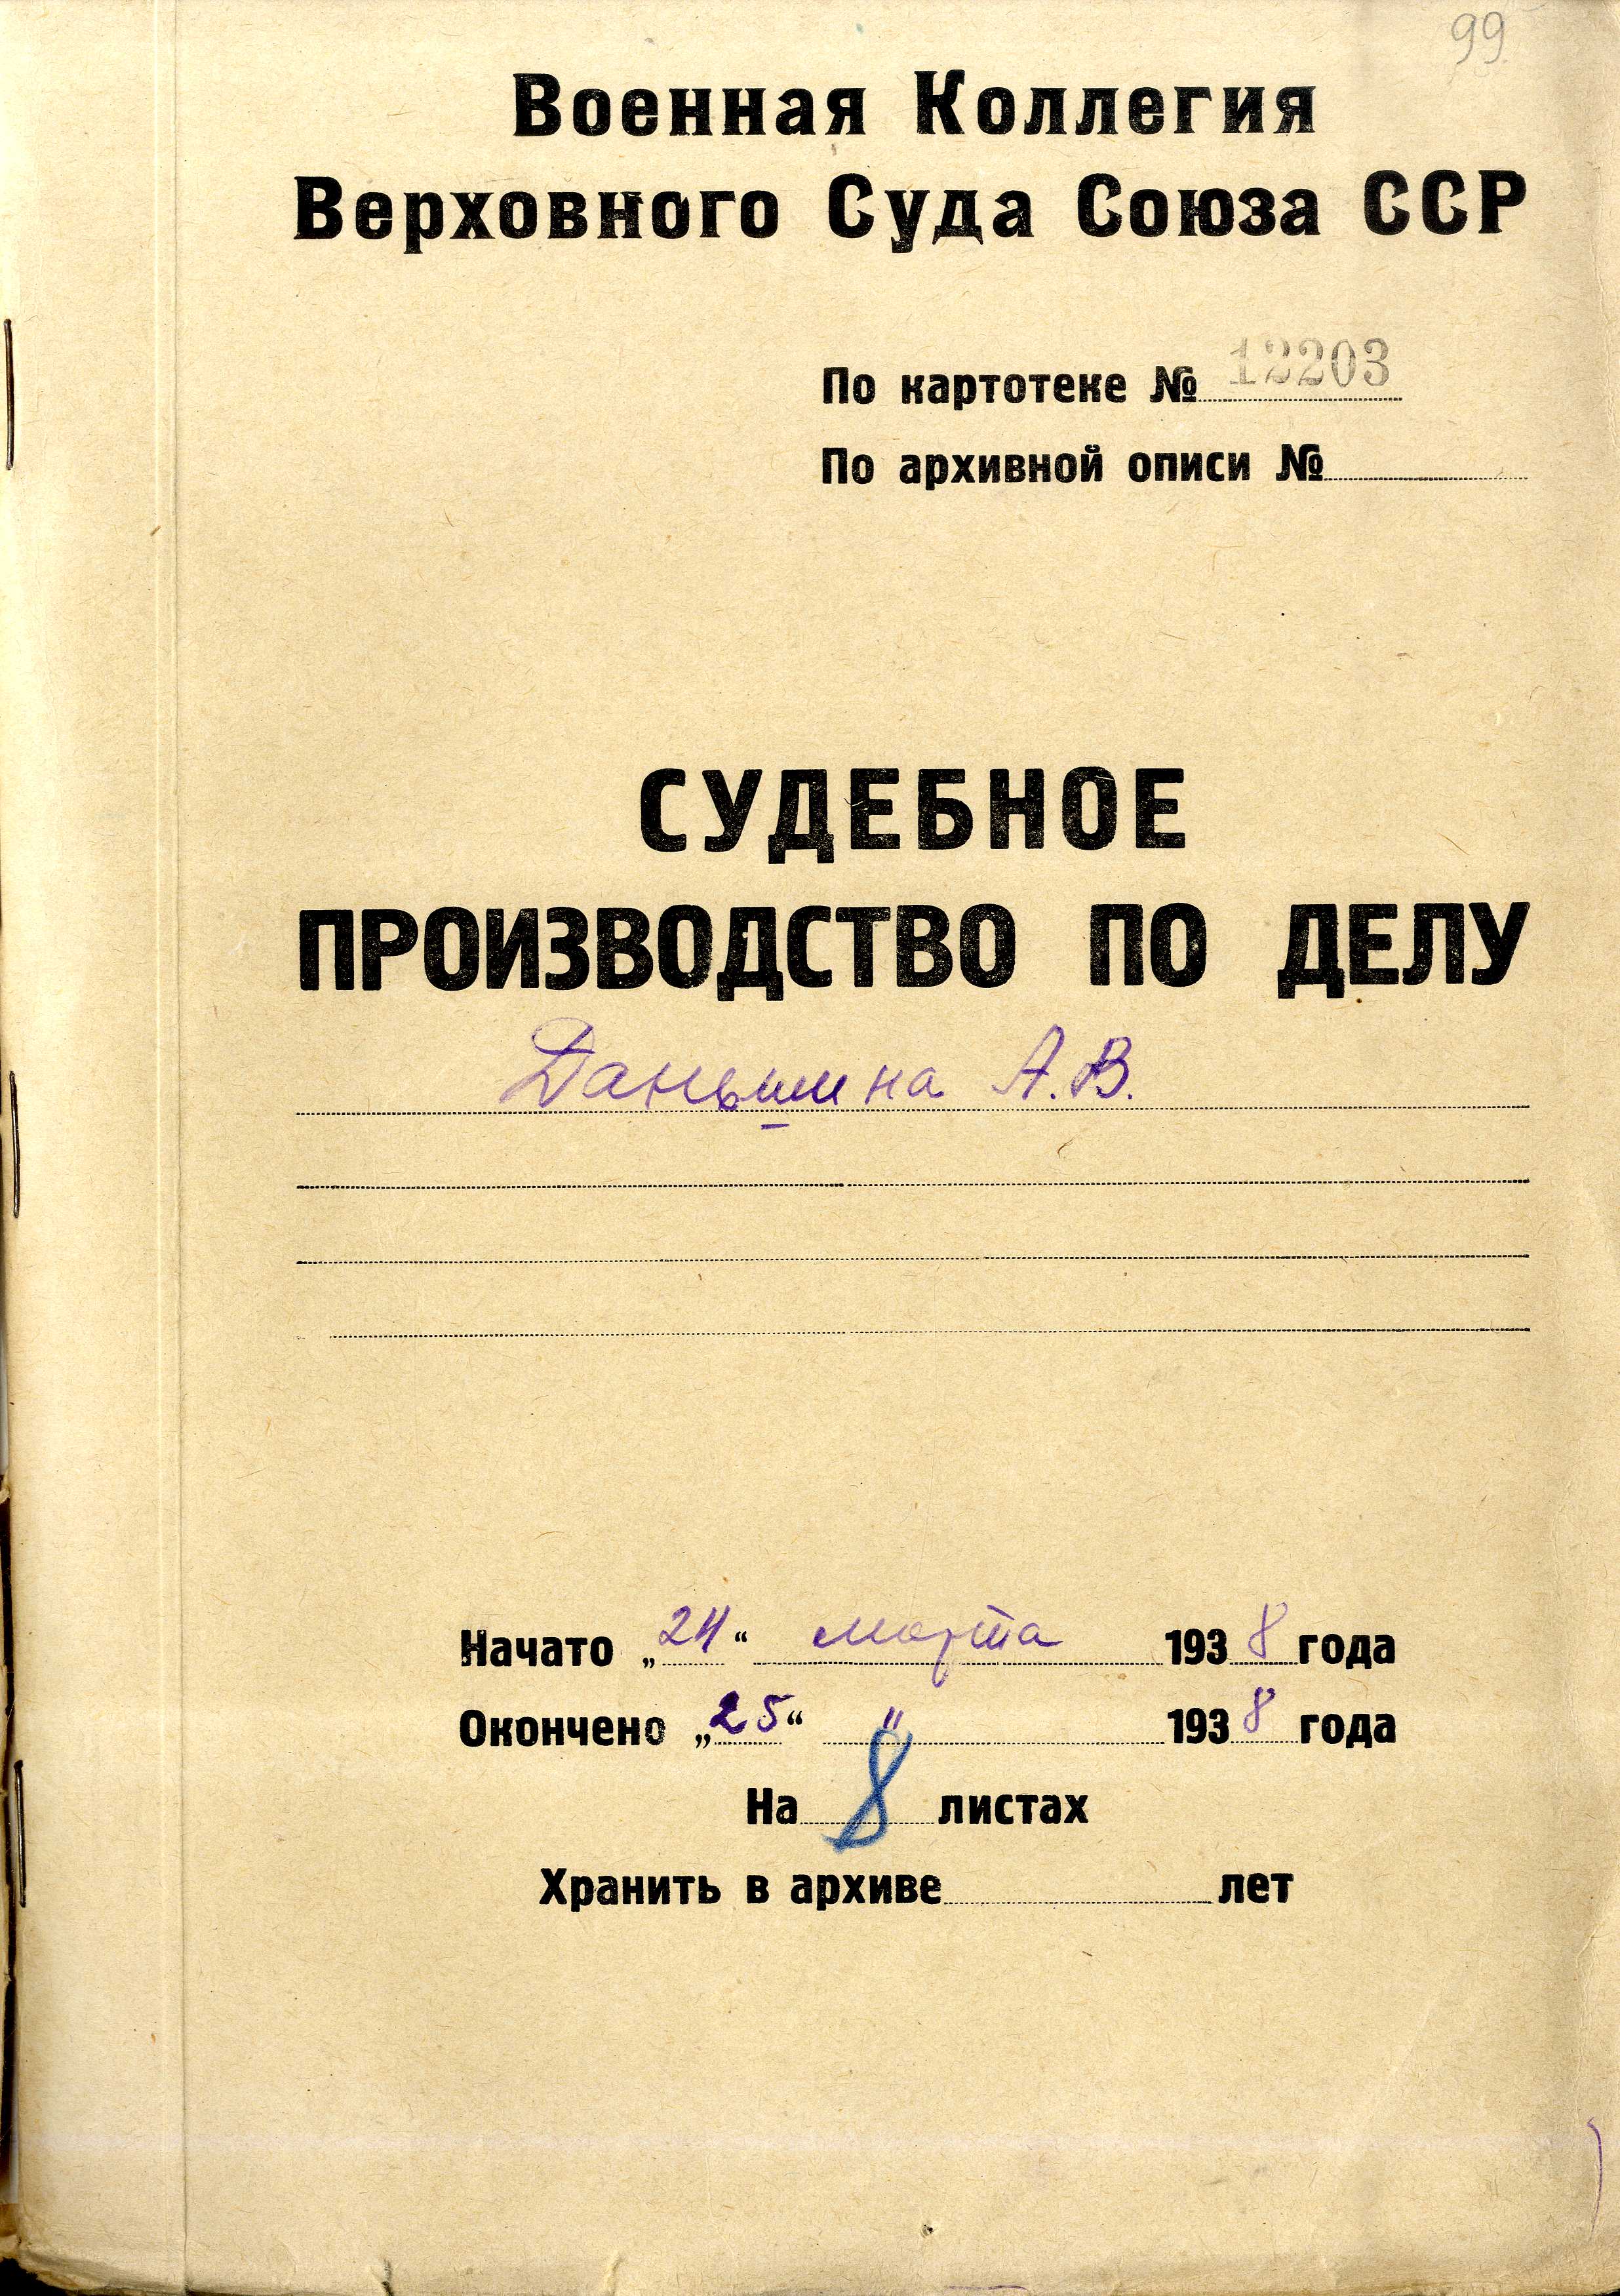 99
Военная Коллегия
Верховного Суда Союза ССР
По картотеке № 12203
По архивной описи №
СУДЕБНОЕ
ПРОИЗВОДСТВО ПО ДЕЛУ
Даньшина А.В.
Начато „24“ марта 1938 года
Окончено „25“ " 1938 года
На 8 листах
Хранить в архиве лет